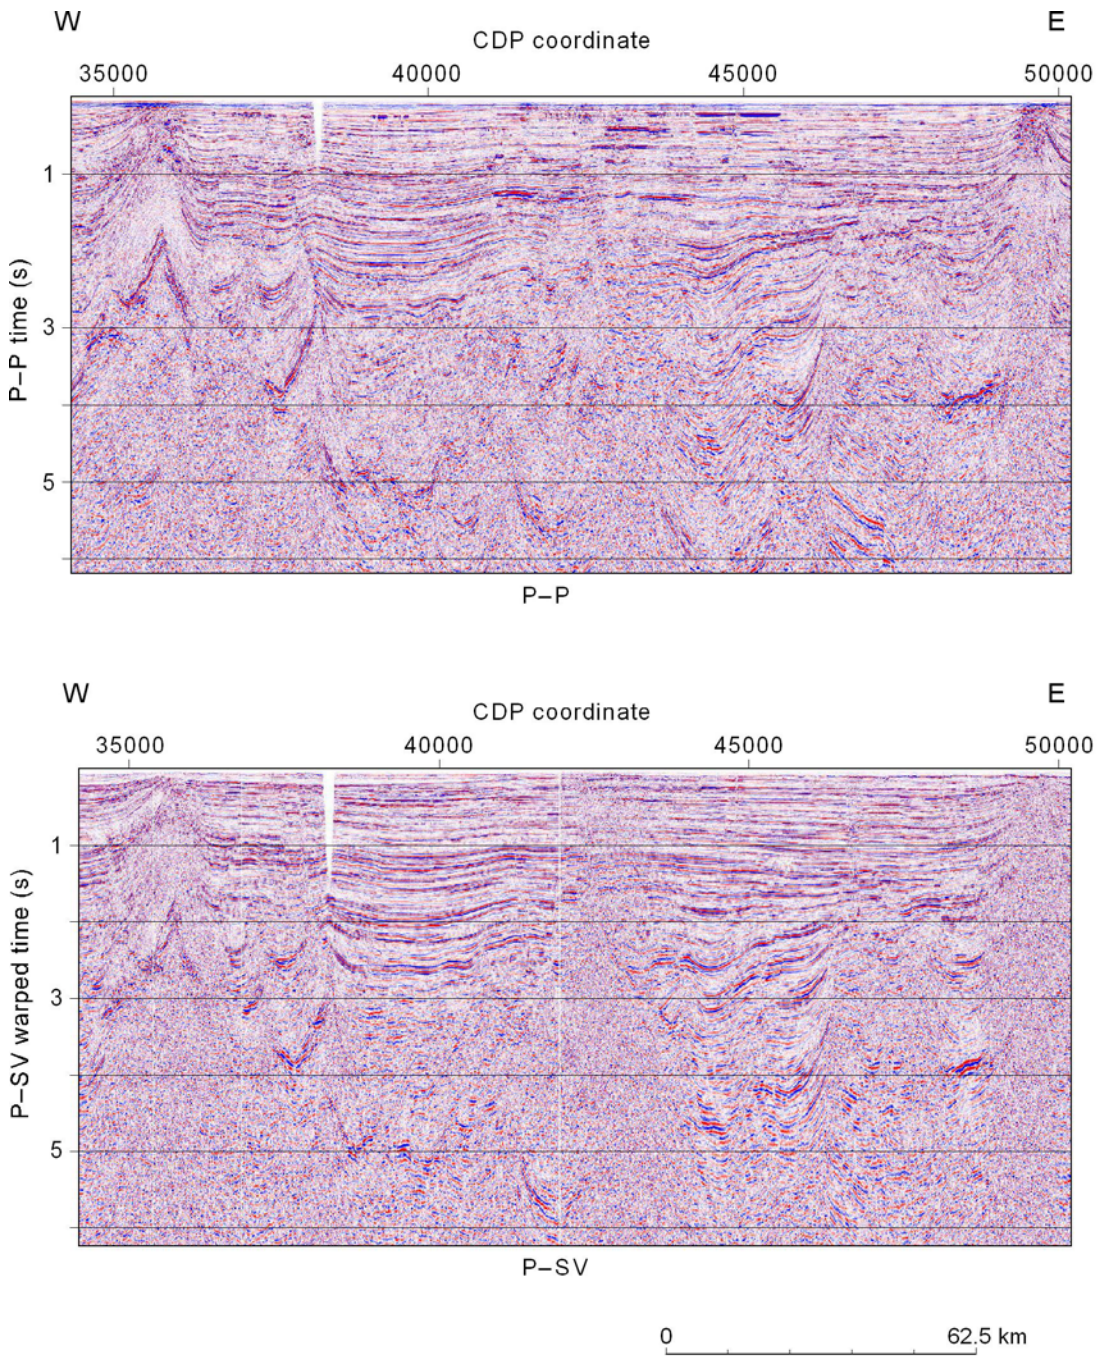 W E
CDP coordinate
35000 40000 45000 50000
P–P time (s)
1
3
5
P–P
W E
CDP coordinate
35000 40000 45000 50000
P–SV warped time (s)
1
3
5
P–SV
0 62.5 km